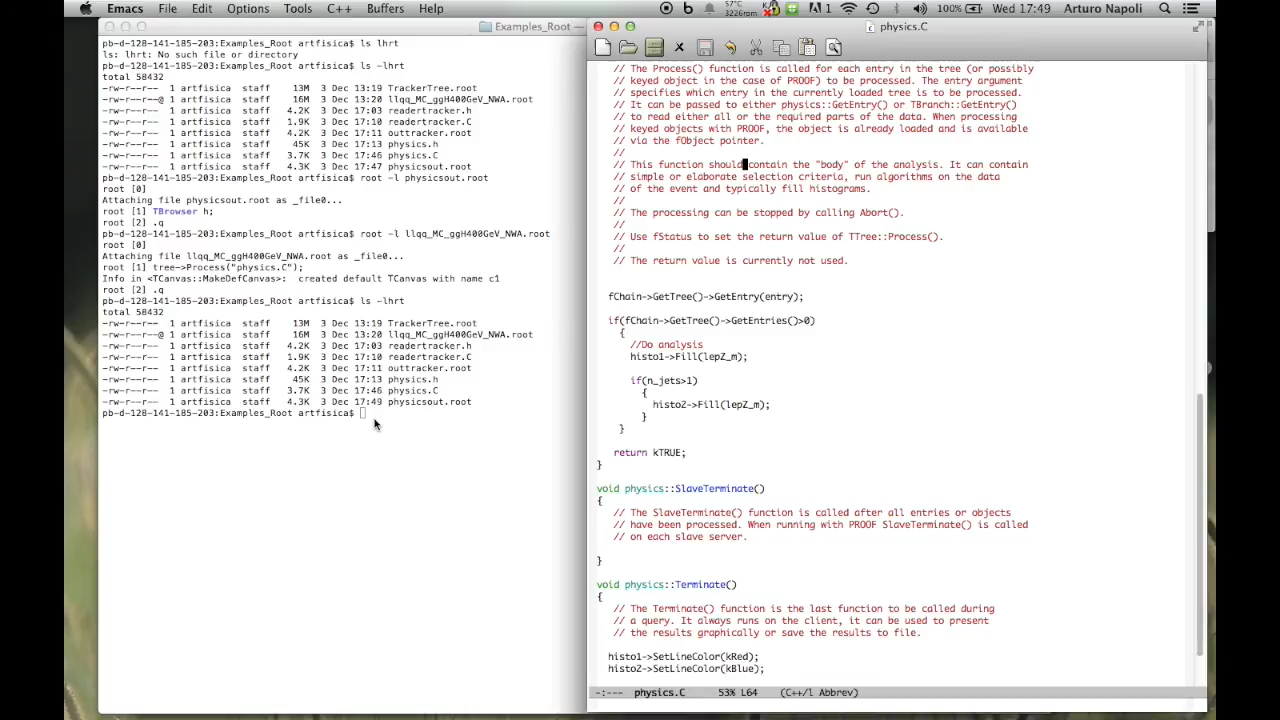 Emacs File Edit Options Tools C++ Buffers Help 57°C 3226rpm 1 100% Wed 17:49 Arturo Napoli
Examples_Root —
pb-d-128-141-185-203:Examples_Root artfisica$ ls lhrt
ls: lhrt: No such file or directory
pb-d-128-141-185-203:Examples_Root artfisica$ ls -lhrt
total 58432
-rw-r--r-- 1 artfisica staff 13M 3 Dec 13:19 TrackerTree.root
-rw-r--r--@ 1 artfisica staff 16M 3 Dec 13:20 llqq_MC_ggH400GeV_NWA.root
-rw-r--r-- 1 artfisica staff 4.2K 3 Dec 17:03 readertracker.h
-rw-r--r-- 1 artfisica staff 1.9K 3 Dec 17:10 readertracker.C
-rw-r--r-- 1 artfisica staff 4.2K 3 Dec 17:11 outtracker.root
-rw-r--r-- 1 artfisica staff 45K 3 Dec 17:13 physics.h
-rw-r--r-- 1 artfisica staff 3.7K 3 Dec 17:46 physics.C
-rw-r--r-- 1 artfisica staff 4.3K 3 Dec 17:47 physicsout.root
pb-d-128-141-185-203:Examples_Root artfisica$ root -l physicsout.root
root [0]
Attaching file physicsout.root as _file0...
root [1] TBrowser h;
root [2] .q
pb-d-128-141-185-203:Examples_Root artfisica$ root -l llqq_MC_ggH400GeV_NWA.root
root [0]
Attaching file llqq_MC_ggH400GeV_NWA.root as _file0...
root [1] tree->Process("physics.C");
Info in <TCanvas::MakeDefCanvas>: created default TCanvas with name c1
root [2] .q
pb-d-128-141-185-203:Examples_Root artfisica$ ls -lhrt
total 58432
-rw-r--r-- 1 artfisica staff 13M 3 Dec 13:19 TrackerTree.root
-rw-r--r--@ 1 artfisica staff 16M 3 Dec 13:20 llqq_MC_ggH400GeV_NWA.root
-rw-r--r-- 1 artfisica staff 4.2K 3 Dec 17:03 readertracker.h
-rw-r--r-- 1 artfisica staff 1.9K 3 Dec 17:10 readertracker.C
-rw-r--r-- 1 artfisica staff 4.2K 3 Dec 17:11 outtracker.root
-rw-r--r-- 1 artfisica staff 45K 3 Dec 17:13 physics.h
-rw-r--r-- 1 artfisica staff 3.7K 3 Dec 17:46 physics.C
-rw-r--r-- 1 artfisica staff 4.3K 3 Dec 17:49 physicsout.root
pb-d-128-141-185-203:Examples_Root artfisica$
physics.C
// The Process() function is called for each entry in the tree (or possibly
// keyed object in the case of PROOF) to be processed. The entry argument
// specifies which entry in the currently loaded tree is to be processed.
// It can be passed to either physics::GetEntry() or TBranch::GetEntry()
// to read either all or the required parts of the data. When processing
// keyed objects with PROOF, the object is already loaded and is available
// via the fObject pointer.
//
// This function should contain the "body" of the analysis. It can contain
// simple or elaborate selection criteria, run algorithms on the data
// of the event and typically fill histograms.
//
// The processing can be stopped by calling Abort().
//
// Use fStatus to set the return value of TTree::Process().
//
// The return value is currently not used.
fChain->GetTree()->GetEntry(entry);
if(fChain->GetTree()->GetEntries()>0)
{
//Do analysis
histo1->Fill(lepZ_m);
if(n_jets>1)
{
histo2->Fill(lepZ_m);
}
}
return kTRUE;
}
void physics::SlaveTerminate()
{
// The SlaveTerminate() function is called after all entries or objects
// have been processed. When running with PROOF SlaveTerminate() is called
// on each slave server.
}
void physics::Terminate()
{
// The Terminate() function is the last function to be called during
// a query. It always runs on the client, it can be used to present
// the results graphically or save the results to file.
histo1->SetLineColor(kRed);
histo2->SetLineColor(kBlue);
-:--- physics.C 53% L64 (C++/l Abbrev)